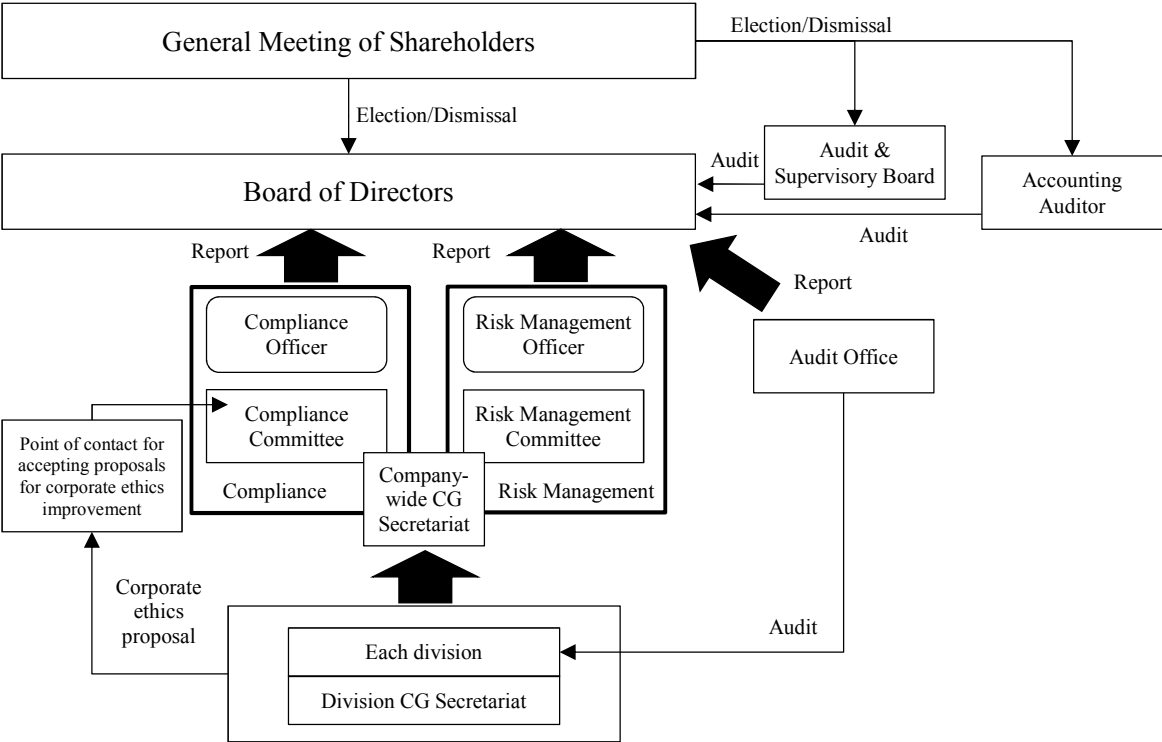 General Meeting of Shareholders
Election/Dismissal
Election/Dismissal
Board of Directors
Audit
Audit &
Supervisory Board
Accounting
Auditor
Audit
Report
Report
Report
Compliance
Officer
Risk Management
Officer
Audit Office
Compliance
Committee
Risk Management
Committee
Point of contact for
accepting proposals
for corporate ethics
improvement
Compliance
Company-
wide CG
Secretariat
Risk Management
Corporate
ethics
proposal
Audit
Each division
Division CG Secretariat